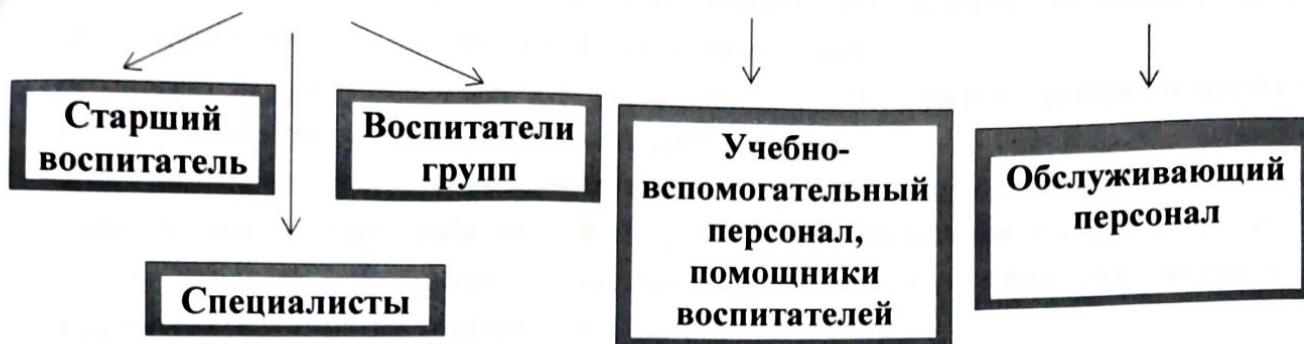 Старший
воспитатель
Воспитатели
групп
Специалисты
Учебно-
вспомогательный
персонал,
помощники
воспитателей
Обслуживающий
персонал